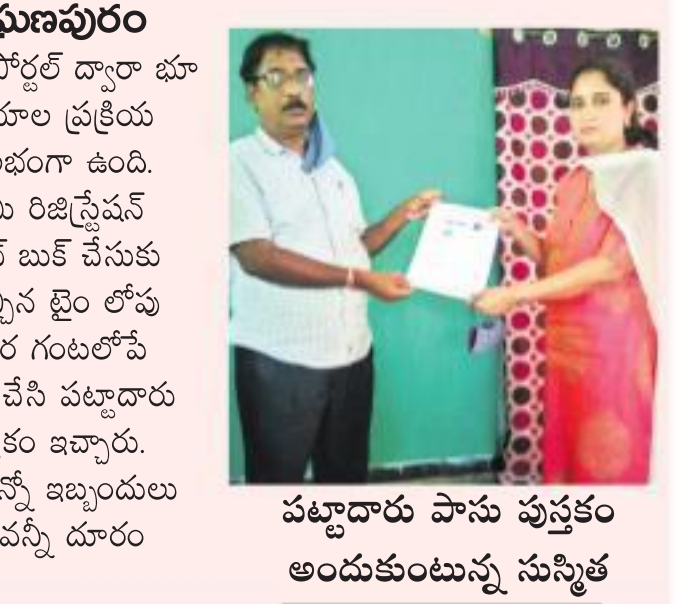 ఘణపురం
పోర్టల్ ద్వారా భూ
ప్రక్రియ
ఉంది.
రిజిస్ట్రేషన్
బుక్ చేసుకు
టైం లోపు
గంటలోపే
చేసి పట్టాదారు
ఇచ్చారు.
ఇబ్బందులు
దూరం
పట్టాదారు పాసు పుస్తకం
అందుకుంటున్న సుస్మిత